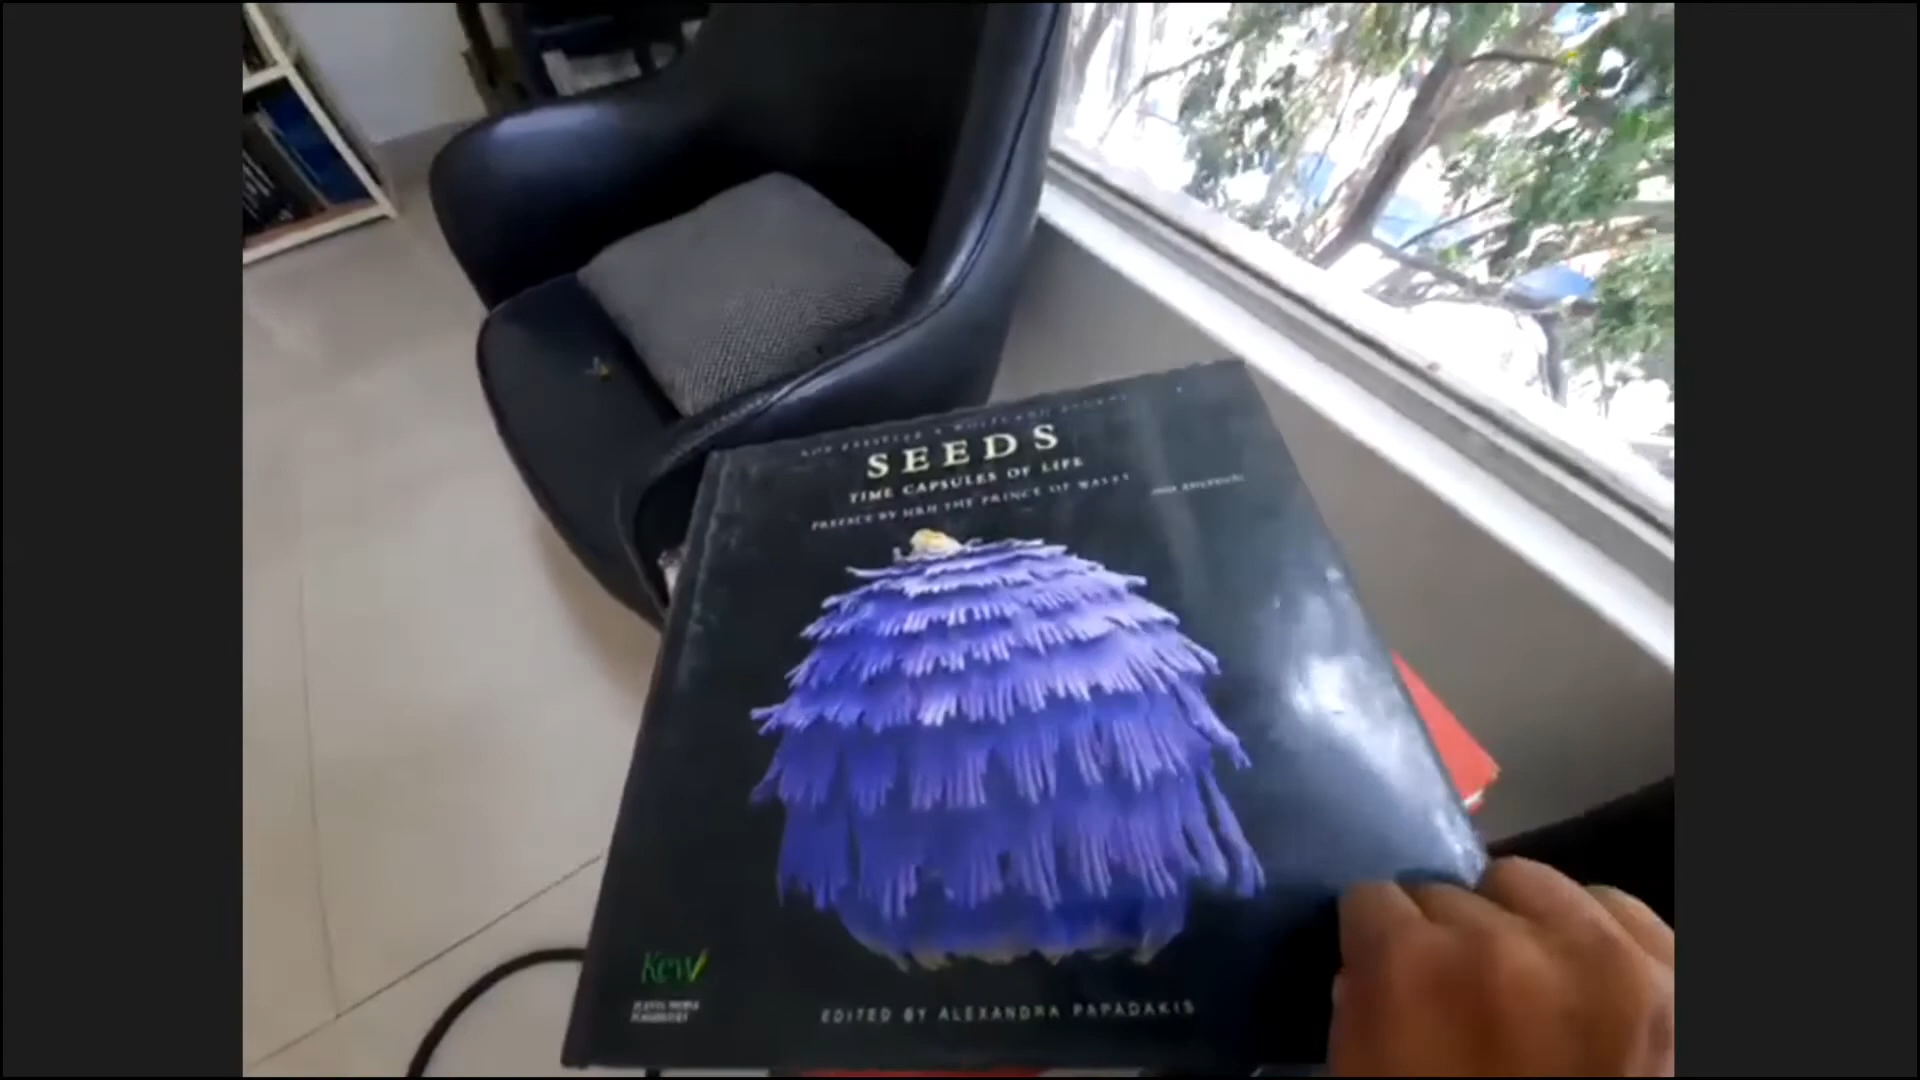 SEEDS
TIME CAPSULES OF LIFE
PREFACE BY HRH THE PRINCE OF WALES
Kew
EDITED BY ALEXANDRA PAPADAKIS